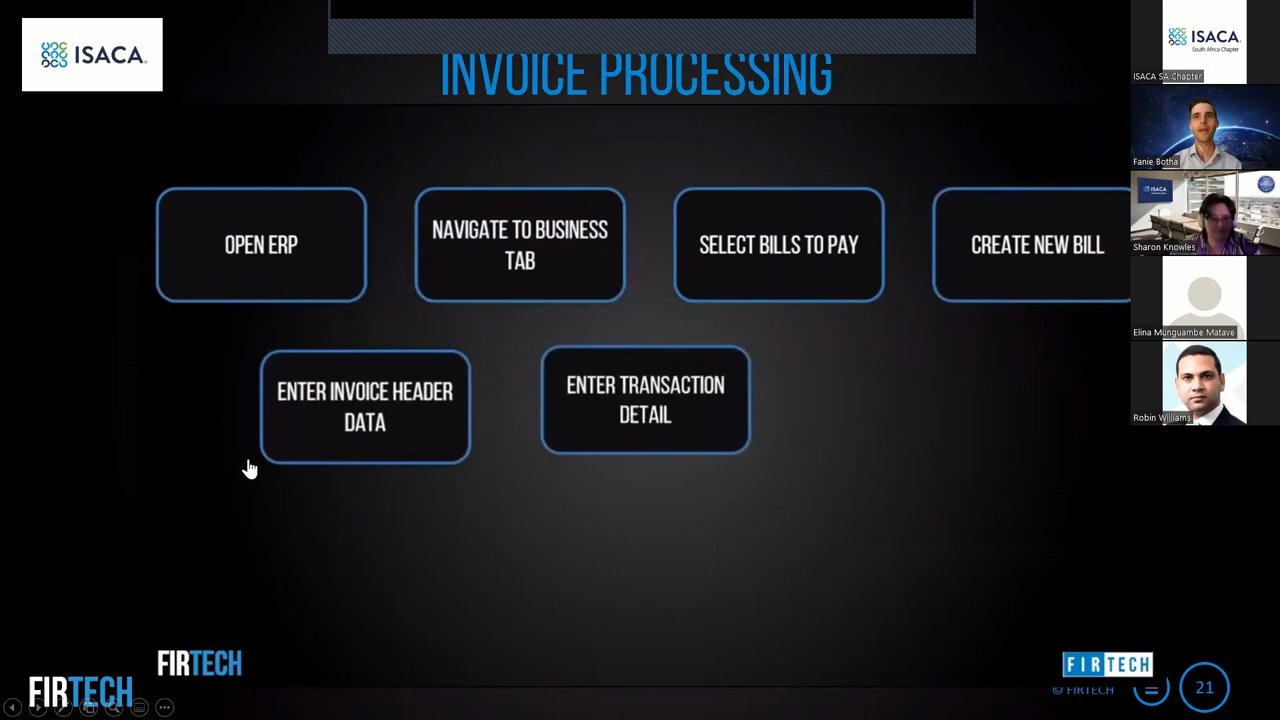 ISACA.
INVOICE PROCESSING
ISACA.
South Africa Chapter
ISACA SA Chapter
Fanie Botha
ISACA
Sharon Knowles
Elina Munguambe Matave
Robin Williams
OPEN ERP
NAVIGATE TO BUSINESS
TAB
SELECT BILLS TO PAY
CREATE NEW BILL
ENTER INVOICE HEADER
DATA
ENTER TRANSACTION
DETAIL
FIRTECH
FIRTECH
FIRTECH
© FIRTECH
21